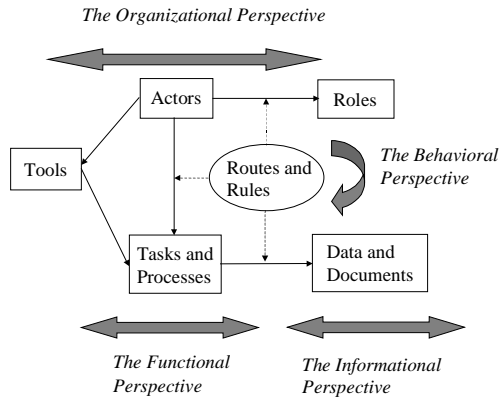 The Organizational Perspective
Actors
Roles
Tools
Routes and
Rules
The Behavioral
Perspective
Tasks and
Processes
Data and
Documents
The Functional
Perspective
The Informational
Perspective